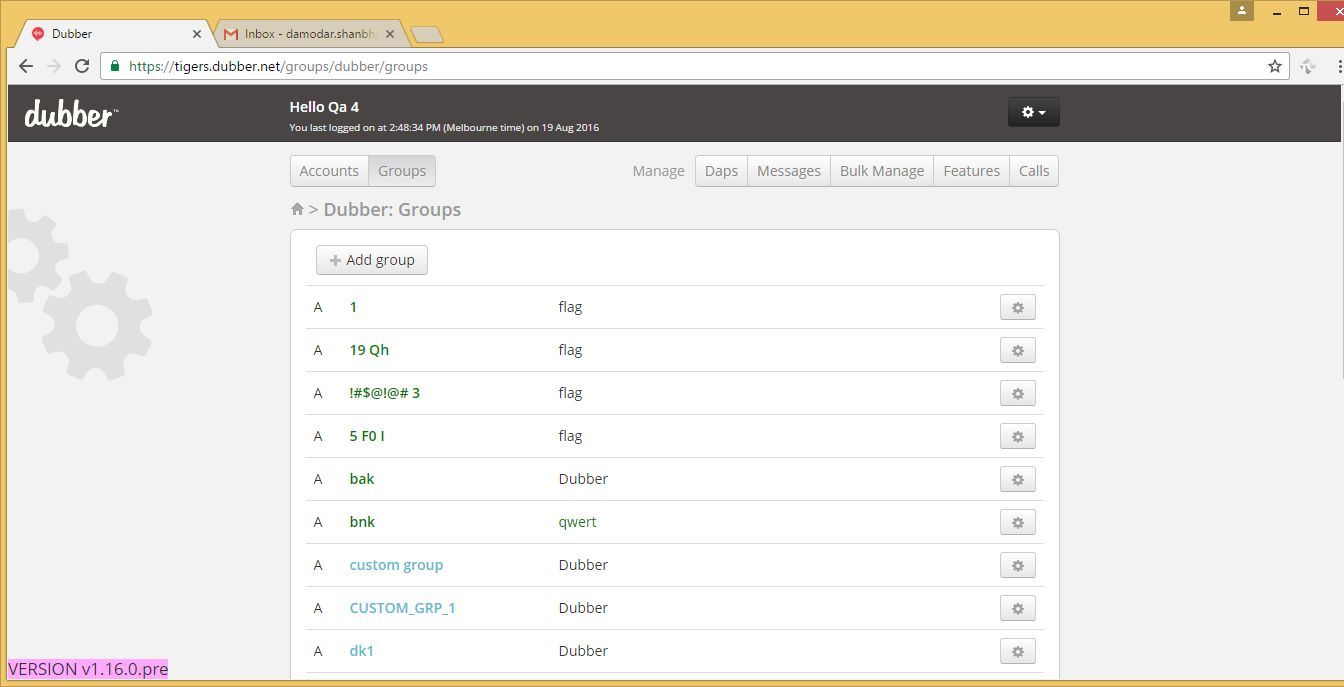 Dubber
Inbox - damodar.shanbh
https://tigers.dubber.net/groups/dubber/groups
dubber™
Hello Qa 4
You last logged on at 2:48:34 PM (Melbourne time) on 19 Aug 2016
Accounts Groups Manage Daps Messages Bulk Manage Features Calls
> Dubber: Groups
+ Add group
A 1 flag
A 19 Qh flag
A !#$@!@# 3 flag
A 5 F0 I flag
A bak Dubber
A bnk qwert
A custom group Dubber
A CUSTOM_GRP_1 Dubber
A dk1 Dubber
VERSION v1.16.0.pre